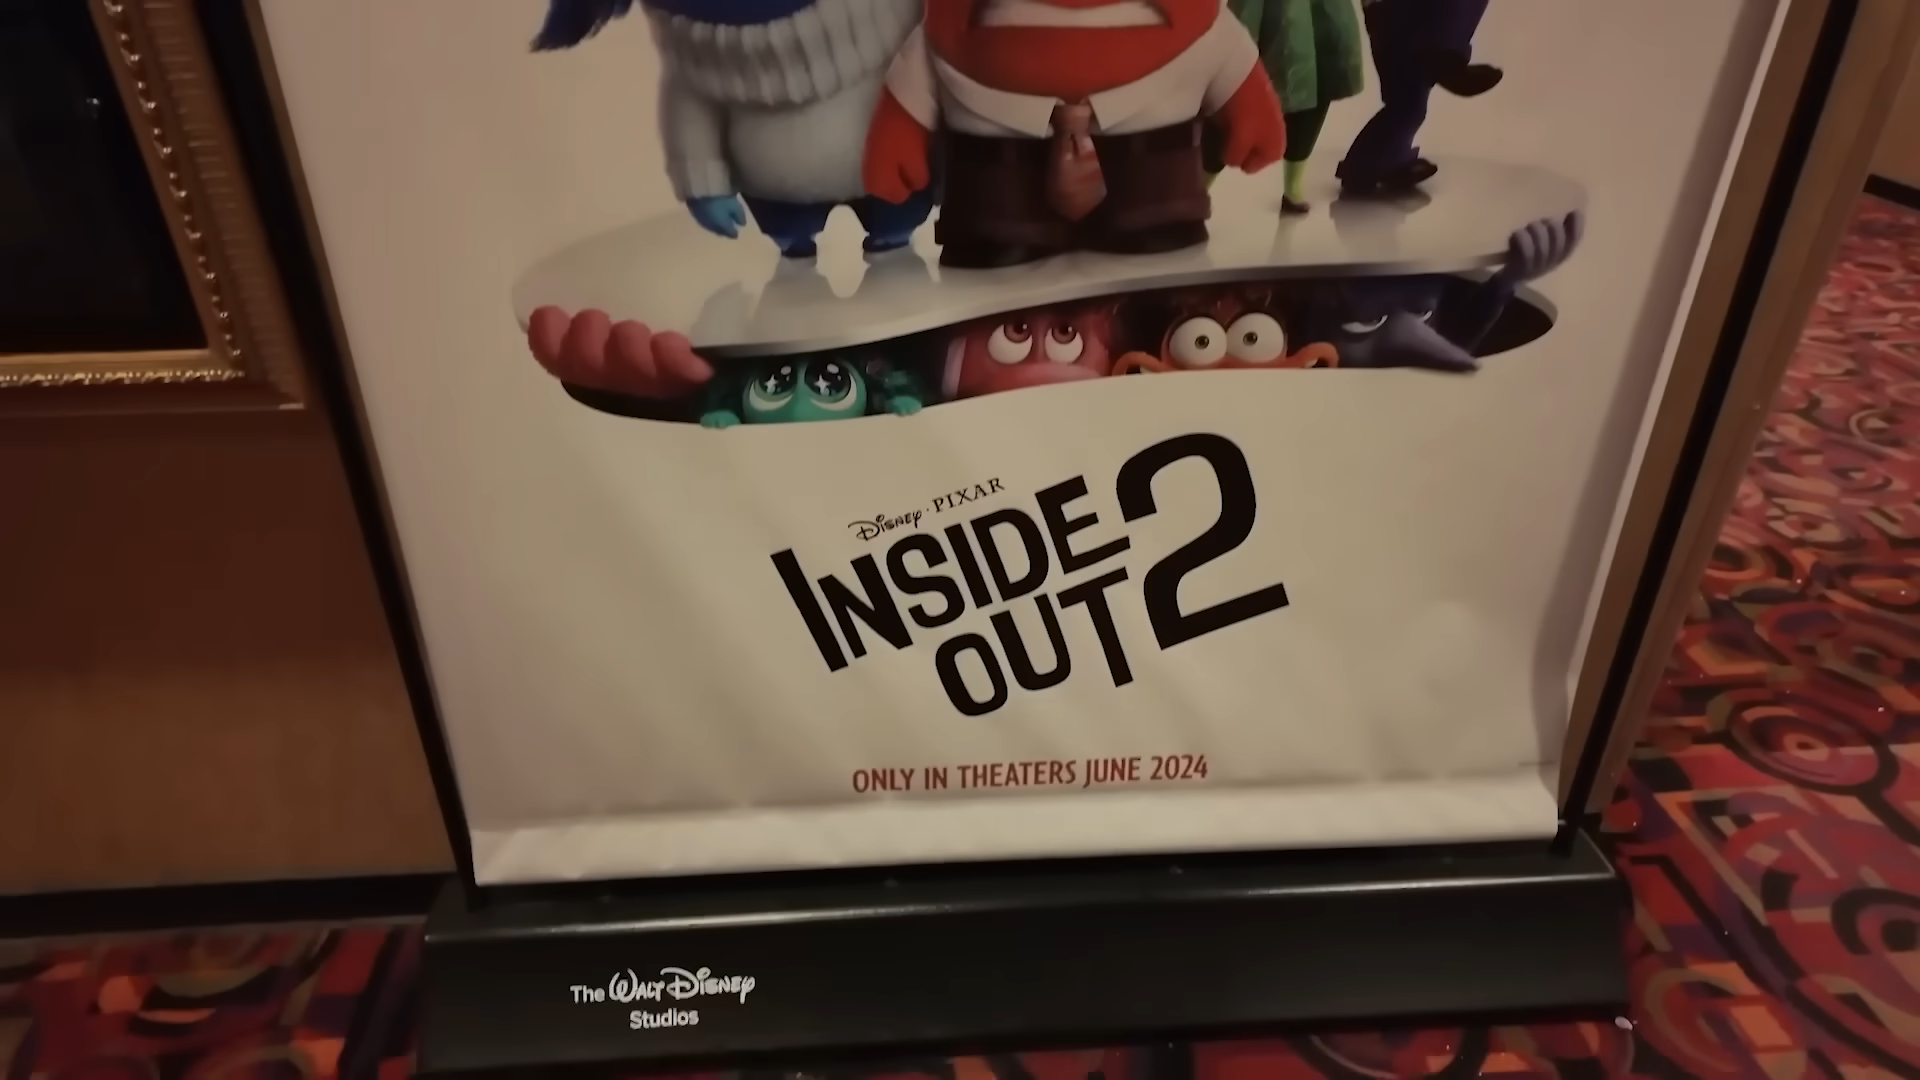 Disney · PIXAR
INSIDE
OUT 2
ONLY IN THEATERS JUNE 2024
The Walt Disney
Studios